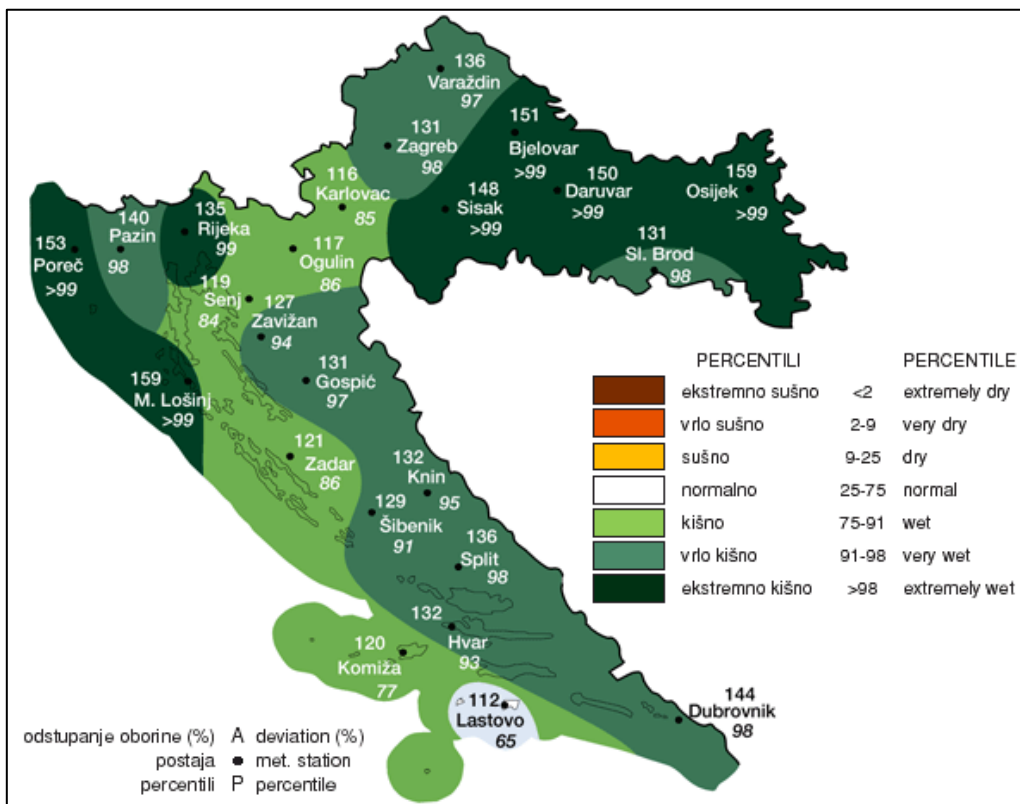 136
Varaždin
97
131
Zagreb
98
151
Bjelovar
>99
150
Daruvar
>99
159
Osijek
>99
116
Karlovac
85
148
Sisak
>99
131
Sl. Brod
98
153
Poreč
>99
140
Pazin
98
135
Rijeka
99
117
Ogulin
86
119
Senj
84
127
Zavižan
94
131
Gospić
97
159
M. Lošinj
>99
121
Zadar
86
132
Knin
95
129
Šibenik
91
136
Split
98
132
Hvar
93
120
Komiža
77
112
Lastovo
65
144
Dubrovnik
98
PERCENTILI PERCENTILE
ekstremno sušno <2 extremely dry
vrlo sušno 2-9 very dry
sušno 9-25 dry
normalno 25-75 normal
kišno 75-91 wet
vrlo kišno 91-98 very wet
ekstremno kišno >98 extremely wet
odstupanje oborine (%) A deviation (%)
postaja met. station
percentili P percentile